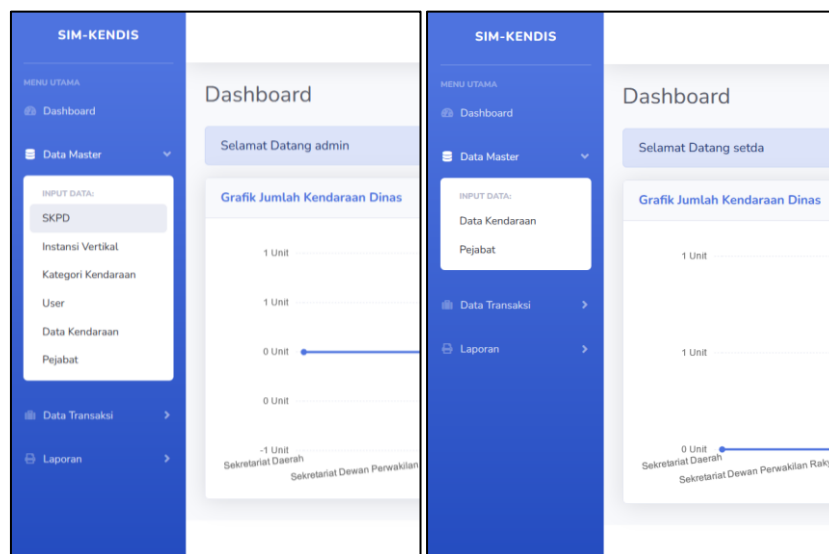 SIM-KENDIS
MENU UTAMA
Dashboard
Data Master
INPUT DATA:
SKPD
Instansi Vertikal
Kategori Kendaraan
User
Data Kendaraan
Pejabat
Data Transaksi
Laporan
Dashboard
Selamat Datang admin
Grafik Jumlah Kendaraan Dinas
1 Unit
1 Unit
0 Unit
0 Unit
-1 Unit
Sekretariat Daerah
Sekretariat Dewan Perwakilan
SIM-KENDIS
MENU UTAMA
Dashboard
Data Master
INPUT DATA:
Data Kendaraan
Pejabat
Data Transaksi
Laporan
Dashboard
Selamat Datang setda
Grafik Jumlah Kendaraan Dinas
1 Unit
1 Unit
0 Unit
Sekretariat Daerah
Sekretariat Dewan Perwakilan Rak